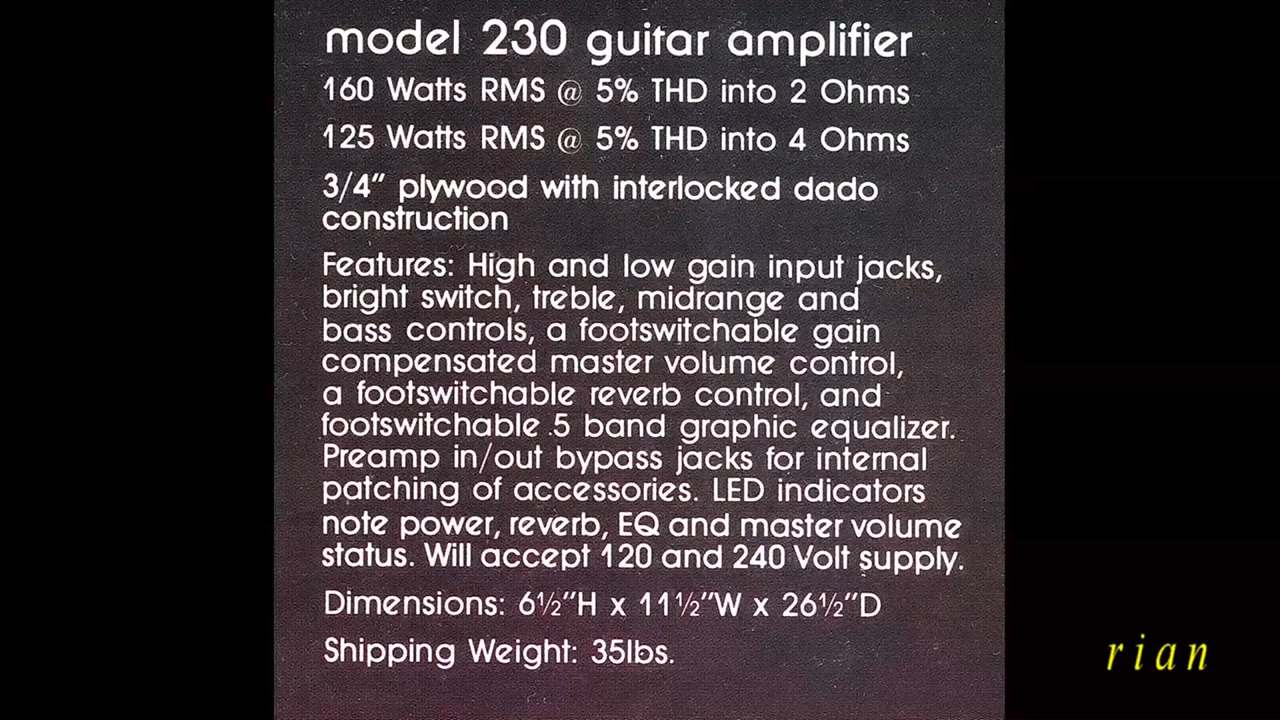 model 230 guitar amplifier
160 Watts RMS @ 5% THD into 2 Ohms
125 Watts RMS @ 5% THD into 4 Ohms
3/4" plywood with interlocked dado
construction
Features: High and low gain input jacks,
bright switch, treble, midrange and
bass controls, a footswitchable gain
compensated master volume control,
a footswitchable reverb control, and
footswitchable 5 band graphic equalizer.
Preamp in/out bypass jacks for internal
patching of accessories. LED indicators
note power, reverb, EQ and master volume
status. Will accept 120 and 240 Volt supply.
Dimensions: 6½"H x 11½"W x 26½"D
Shipping Weight: 35lbs.
rian